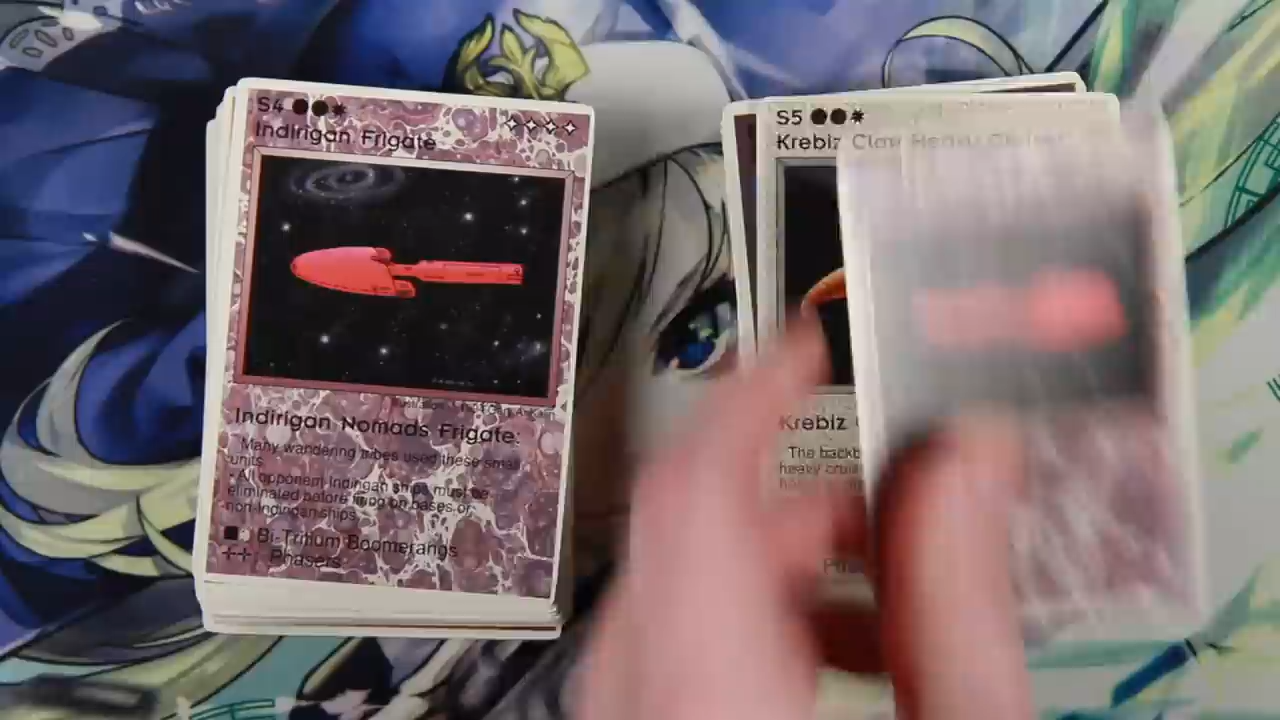 S4
Indirigan Frigate
Indirigan Nomads Frigate:
Many wandering tribes used these small
units.
- All opponent Indirigan ships must be
eliminated before firing on bases or
non-Indirigan ships.
Bi-Tritium Boomerangs
Phasers
S5
Krebiz Claw Heavy Cruiser
Krebiz
The backb
heavy cruis